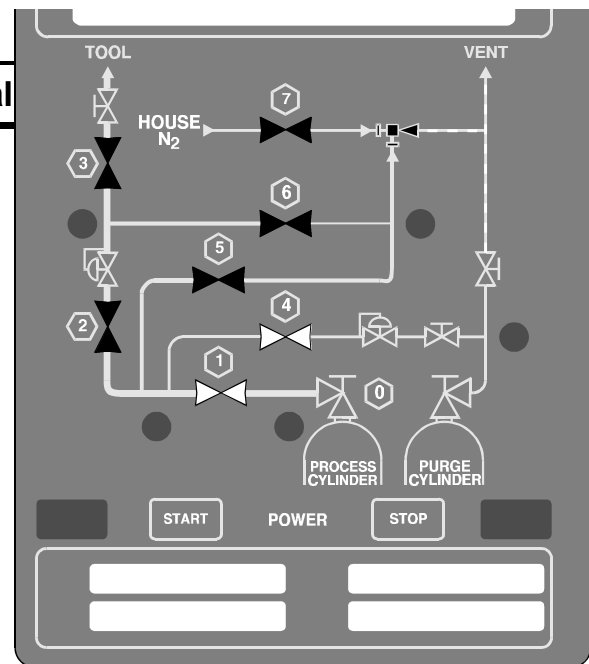 TOOL
VENT
al
7
HOUSE
N2
3
6
5
2
4
1
0
PROCESS
CYLINDER
PURGE
CYLINDER
START
POWER
STOP